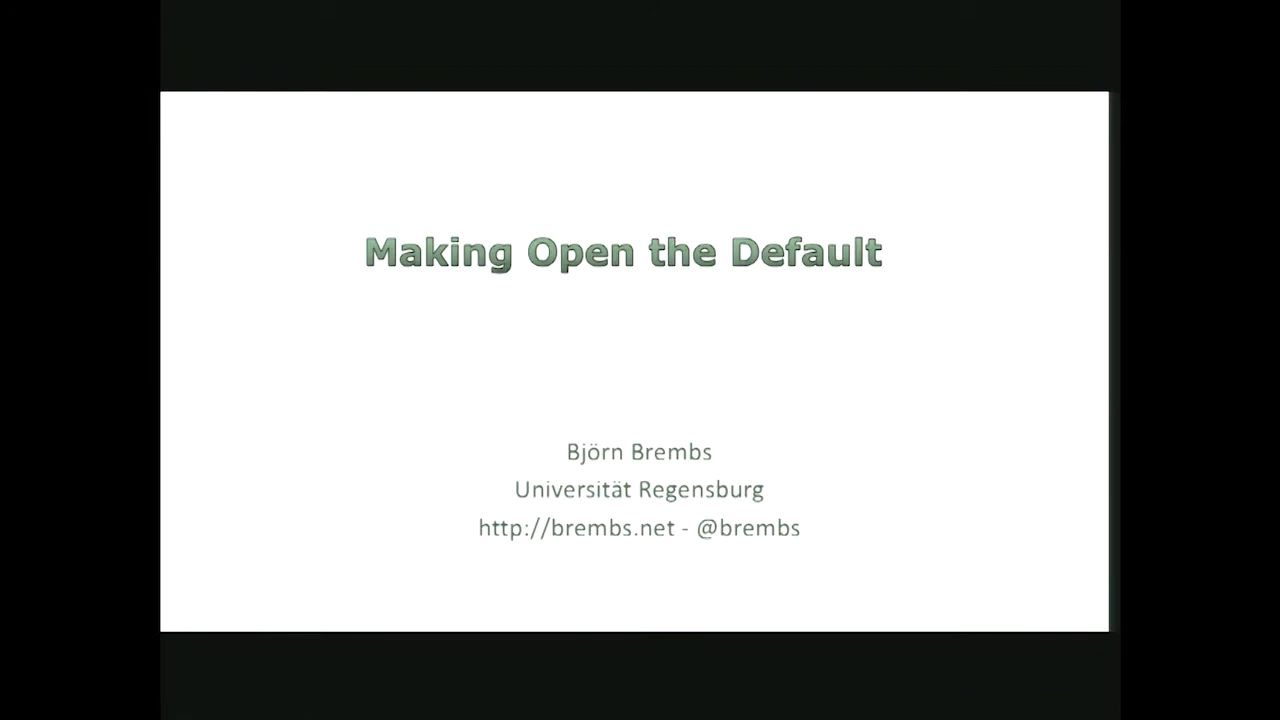 Making Open the Default
Björn Brembs
Universität Regensburg
http://brembs.net - @brembs